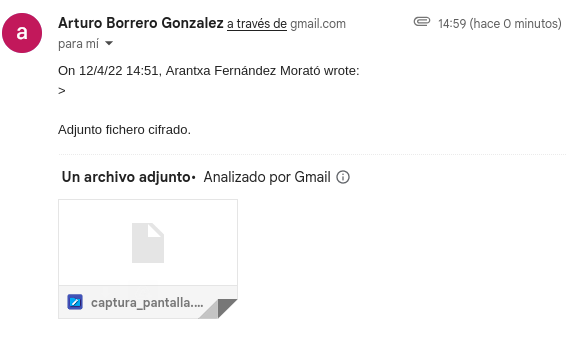 a
Arturo Borrero Gonzalez a través de gmail.com
14:59 (hace 0 minutos)
para mí
On 12/4/22 14:51, Arantxa Fernández Morató wrote:
>
Adjunto fichero cifrado.
Un archivo adjunto• Analizado por Gmail
captura_pantalla....